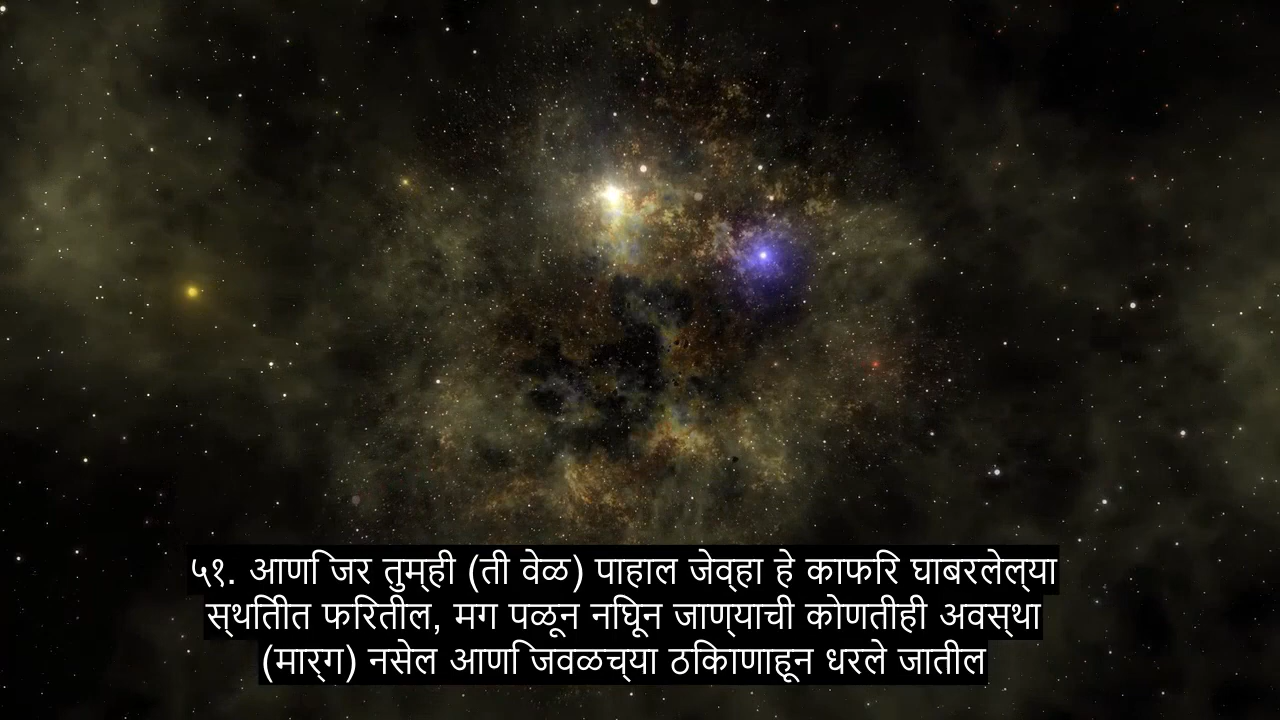 ५१. आणि जर तुम्ही (ती वेळ) पाहाल जेव्हा हे काफिर घाबरलेल्या
स्थितीत फिरतील, मग पळून निघून जाण्याची कोणतीही अवस्था
(मार्ग) नसेल आणि जवळच्या ठिकाणाहून धरले जातील